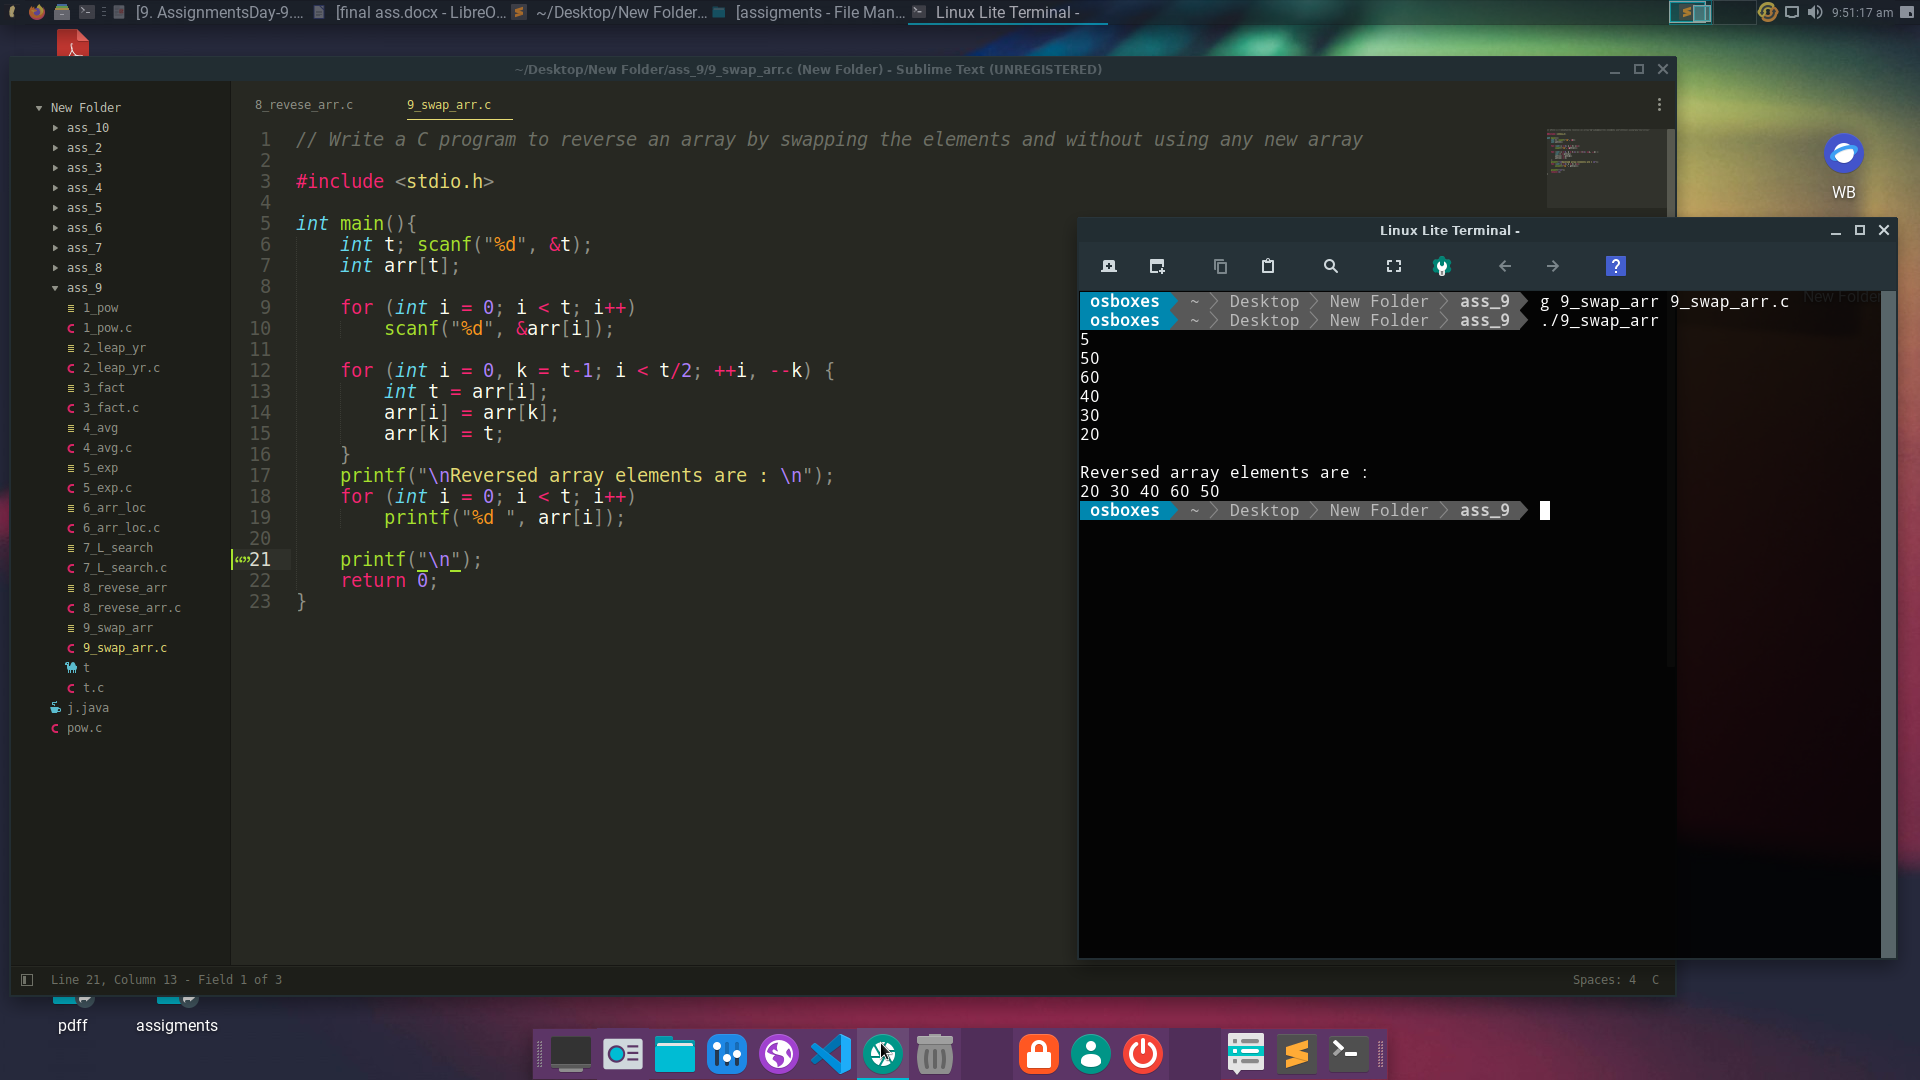 [9. AssignmentsDay-9.... [final ass.docx - LibreO... ~/Desktop/New Folder... [assigments - File Man... Linux Lite Terminal - 9:51:17 am
~/Desktop/New Folder/ass_9/9_swap_arr.c (New Folder) - Sublime Text (UNREGISTERED)
New Folder
ass_10
ass_2
ass_3
ass_4
ass_5
ass_6
ass_7
ass_8
ass_9
1_pow
1_pow.c
2_leap_yr
2_leap_yr.c
3_fact
3_fact.c
4_avg
4_avg.c
5_exp
5_exp.c
6_arr_loc
6_arr_loc.c
7_L_search
7_L_search.c
8_revese_arr
8_revese_arr.c
9_swap_arr
9_swap_arr.c
t
t.c
j.java
pow.c
8_revese_arr.c 9_swap_arr.c
1 // Write a C program to reverse an array by swapping the elements and without using any new array
2
3 #include <stdio.h>
4
5 int main(){
6     int t; scanf("%d", &t);
7     int arr[t];
8
9     for (int i = 0; i < t; i++)
10         scanf("%d", &arr[i]);
11
12     for (int i = 0, k = t-1; i < t/2; ++i, --k) {
13         int t = arr[i];
14         arr[i] = arr[k];
15         arr[k] = t;
16     }
17     printf("\nReversed array elements are : \n");
18     for (int i = 0; i < t; i++)
19         printf("%d ", arr[i]);
20
21     printf("\n");
22     return 0;
23 }
Line 21, Column 13 - Field 1 of 3
Spaces: 4 C
WB
Linux Lite Terminal -
osboxes ~ Desktop New Folder ass_9 g 9_swap_arr 9_swap_arr.c
osboxes ~ Desktop New Folder ass_9 ./9_swap_arr
5
50
60
40
30
20
Reversed array elements are :
20 30 40 60 50
osboxes ~ Desktop New Folder ass_9
New Folder
pdff
assigments